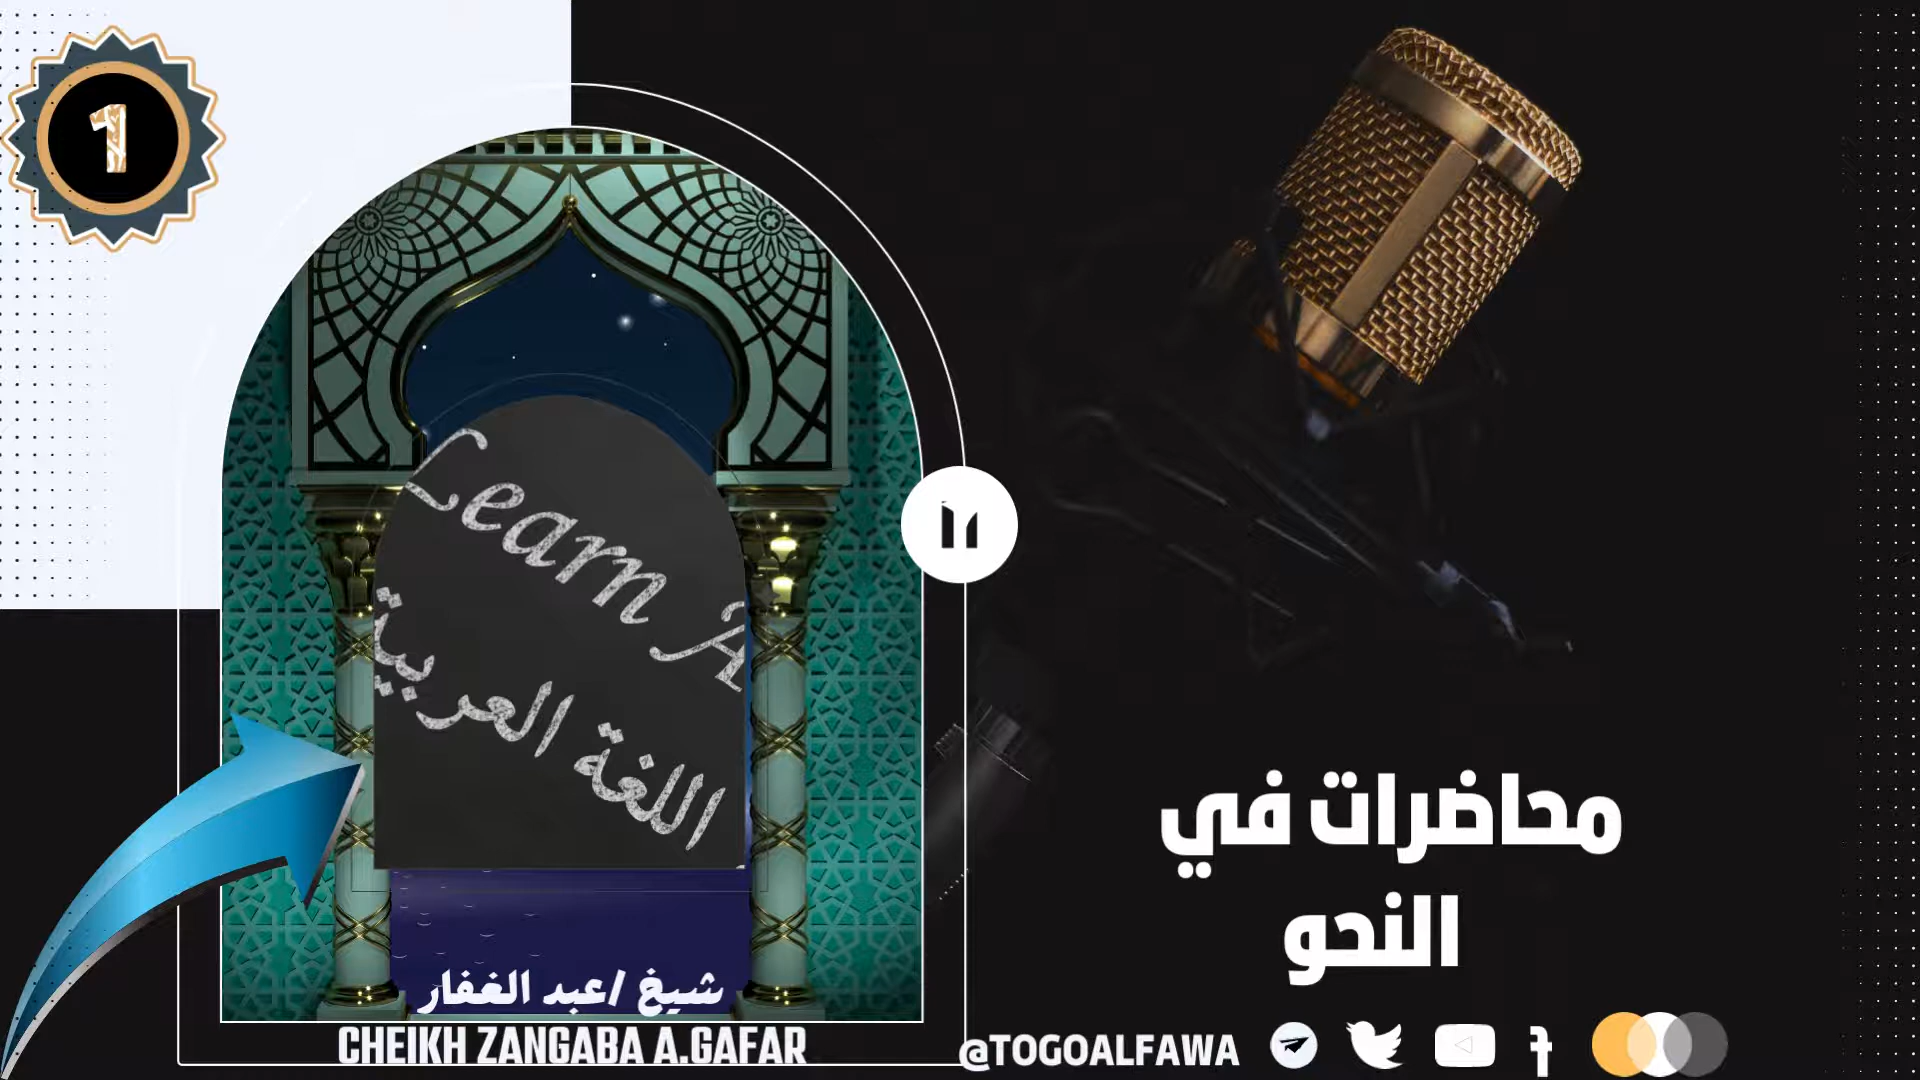 1
Learn A
اللغة العربية
شيخ /عبد الغفار
CHEIKH ZANGABA A.GAFAR
محاضرات في
النحو
@TOGOALFAWA